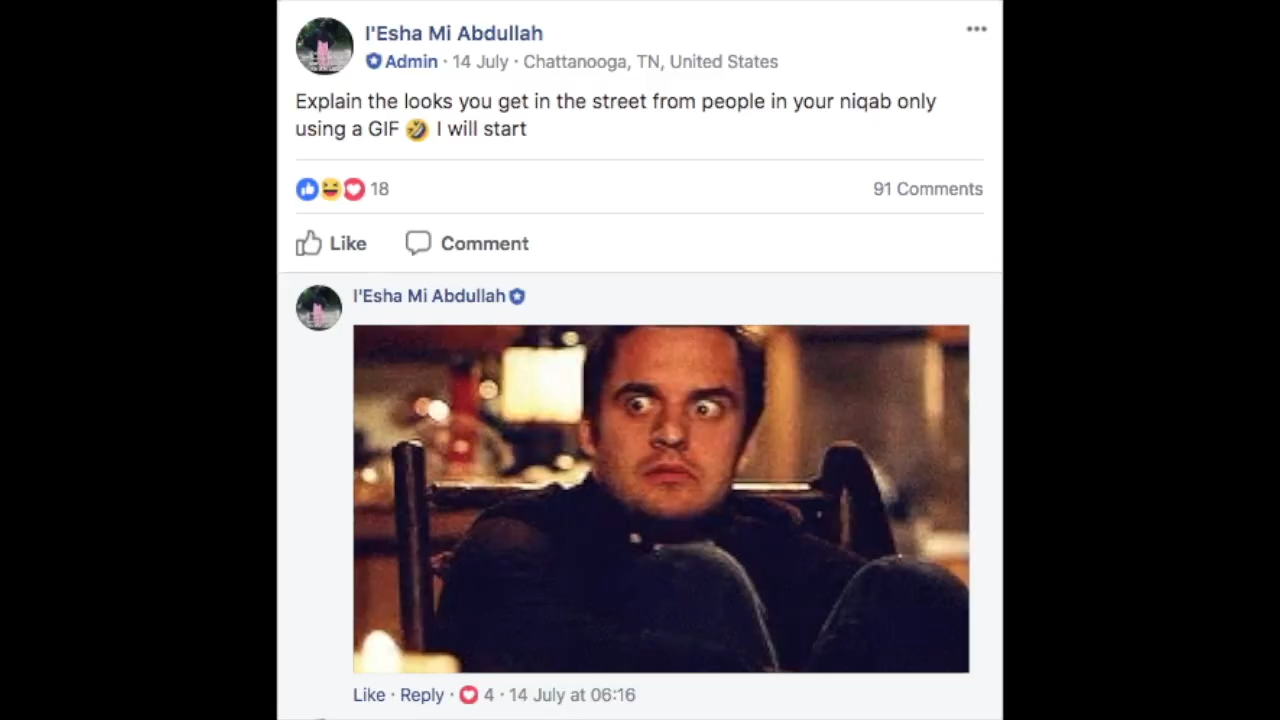 I'Esha Mi Abdullah
Admin · 14 July · Chattanooga, TN, United States
Explain the looks you get in the street from people in your niqab only
using a GIF 🤣 I will start
18
91 Comments
Like
Comment
I'Esha Mi Abdullah
Like · Reply · 4 · 14 July at 06:16